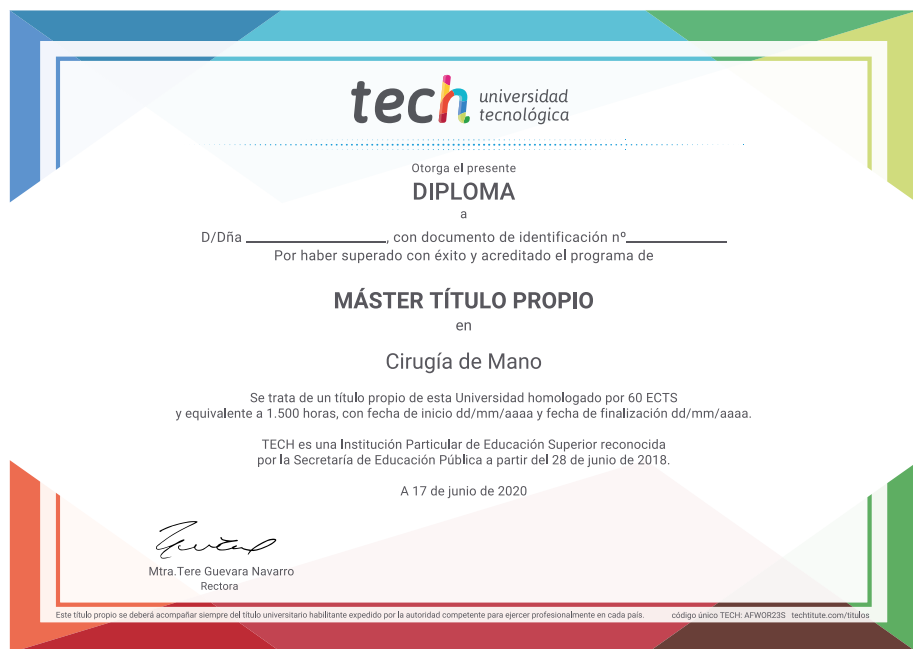 tech universidad
tecnológica
Otorga el presente
DIPLOMA
a
D/Dña ________________, con documento de identificación nº____________
Por haber superado con éxito y acreditado el programa de
MÁSTER TÍTULO PROPIO
en
Cirugía de Mano
Se trata de un título propio de esta Universidad homologado por 60 ECTS
y equivalente a 1.500 horas, con fecha de inicio dd/mm/aaaa y fecha de finalización dd/mm/aaaa.
TECH es una Institución Particular de Educación Superior reconocida
por la Secretaría de Educación Pública a partir del 28 de junio de 2018.
A 17 de junio de 2020
Mtra.Tere Guevara Navarro
Rectora
Este título propio se deberá acompañar siempre del título universitario habilitante expedido por la autoridad competente para ejercer profesionalmente en cada país. código único TECH: AFWOR23S techtitute.com/titulos